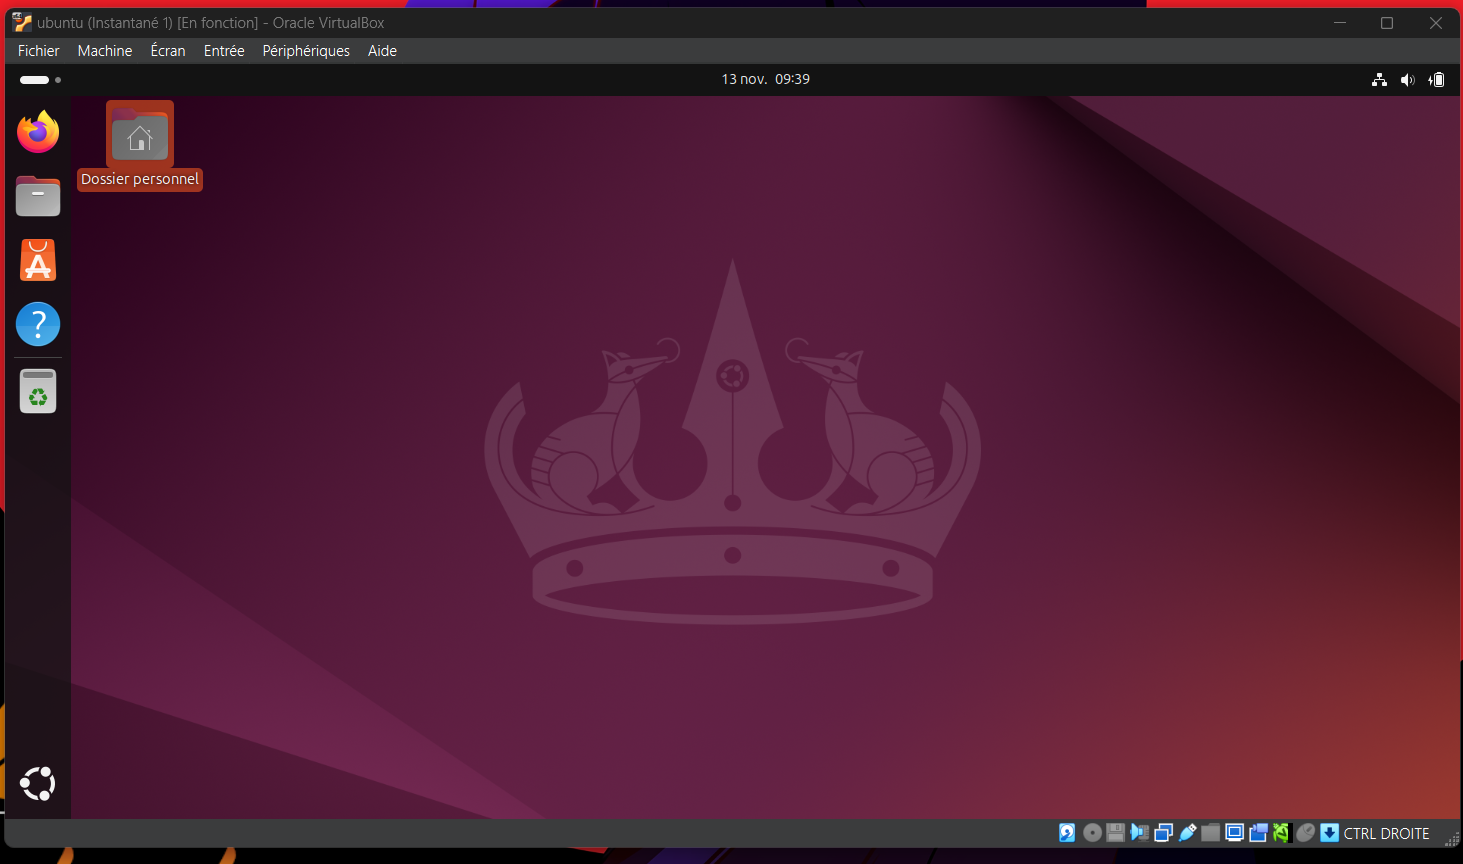 ubuntu (Instantané 1) [En fonction] - Oracle VirtualBox
Fichier Machine Écran Entrée Périphériques Aide
13 nov. 09:39
Dossier personnel
CTRL DROITE